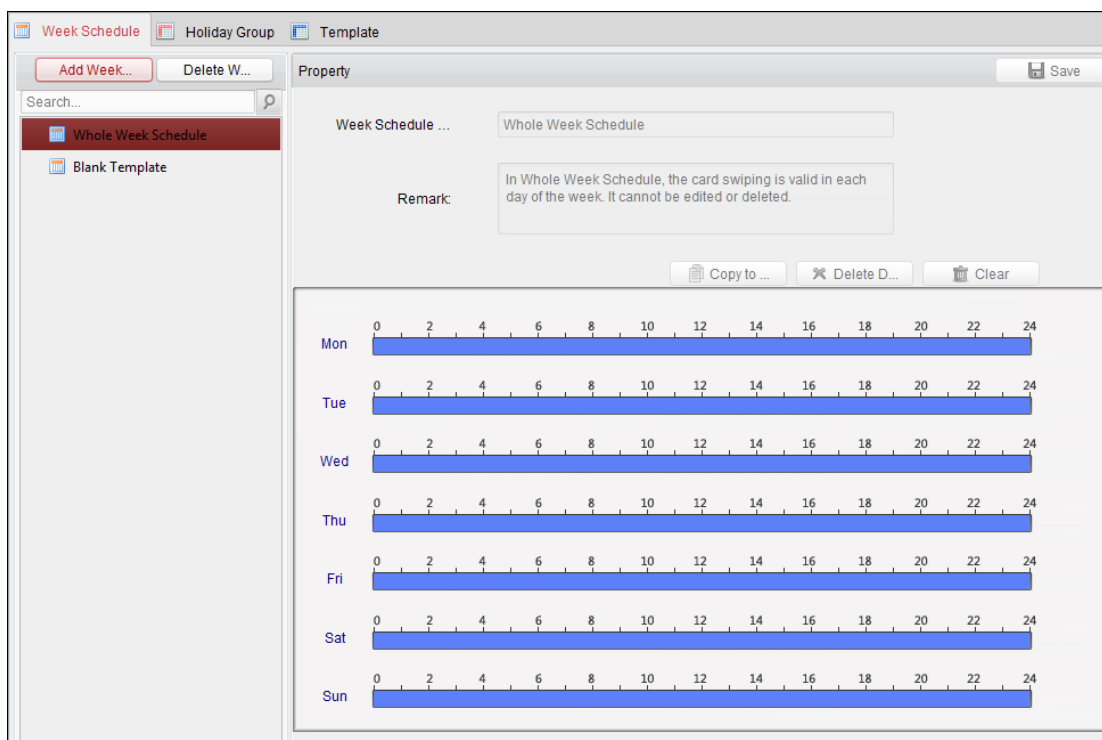 Week Schedule Holiday Group Template
Add Week... Delete W... Property Save
Search...
Whole Week Schedule
Blank Template
Week Schedule ... Whole Week Schedule
Remark: In Whole Week Schedule, the card swiping is valid in each
day of the week. It cannot be edited or deleted.
Copy to ... Delete D... Clear
0 2 4 6 8 10 12 14 16 18 20 22 24
Mon
0 2 4 6 8 10 12 14 16 18 20 22 24
Tue
0 2 4 6 8 10 12 14 16 18 20 22 24
Wed
0 2 4 6 8 10 12 14 16 18 20 22 24
Thu
0 2 4 6 8 10 12 14 16 18 20 22 24
Fri
0 2 4 6 8 10 12 14 16 18 20 22 24
Sat
0 2 4 6 8 10 12 14 16 18 20 22 24
Sun